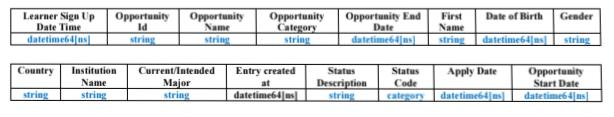 Learner Sign Up Opportunity Opportunity Opportunity Opportunity End First Date of Birth Gender
Date Time Id Name Category Date Name
datetime64[ns] string string string datetime64[ns] string datetime64[ns] string
Country Institution Current/Intended Entry created Status Status Apply Date Opportunity
Name Major at Description Code Start Date
string string string datetime64[ns] string category datetime64[ns] datetime64[ns]